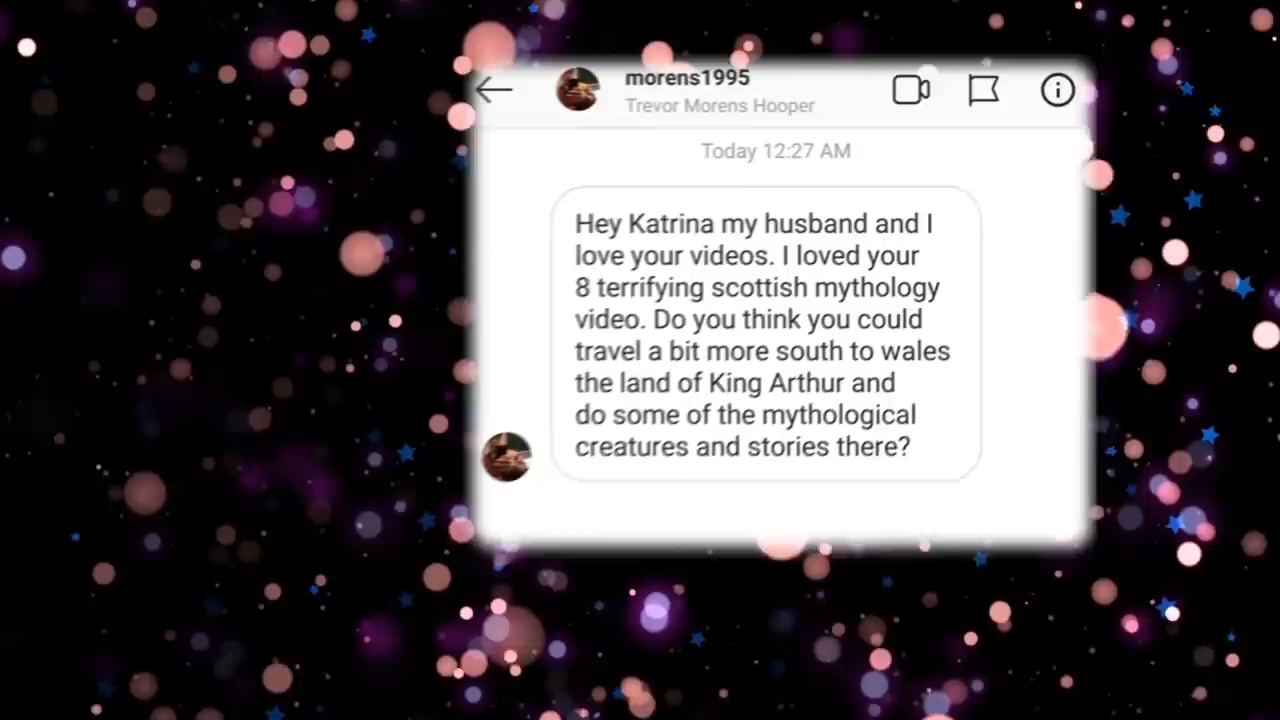 morens1995
Trevor Morens Hooper
Today 12:27 AM
Hey Katrina my husband and I
love your videos. I loved your
8 terrifying scottish mythology
video. Do you think you could
travel a bit more south to wales
the land of King Arthur and
do some of the mythological
creatures and stories there?